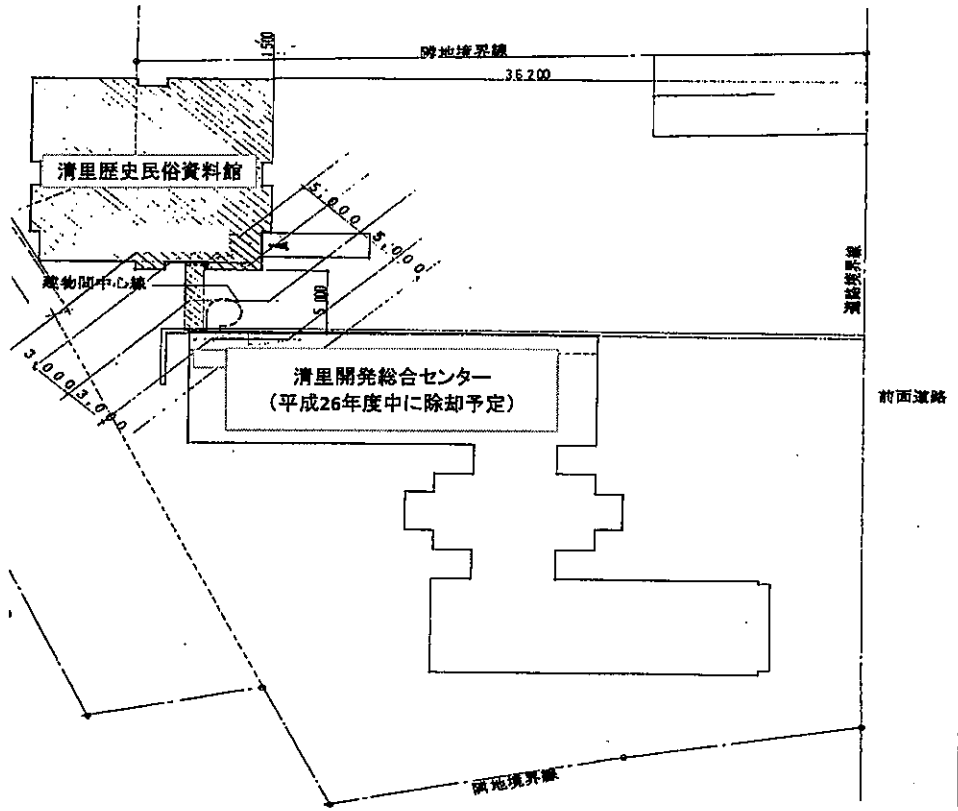 隣地境界線
1,500
36,200
清里歴史民俗資料館
5,000
5,000
建物間中心線
5,000
道路境界線
3,000
3,000
清里開発総合センター
（平成26年度中に除却予定）
前面道路
隣地境界線